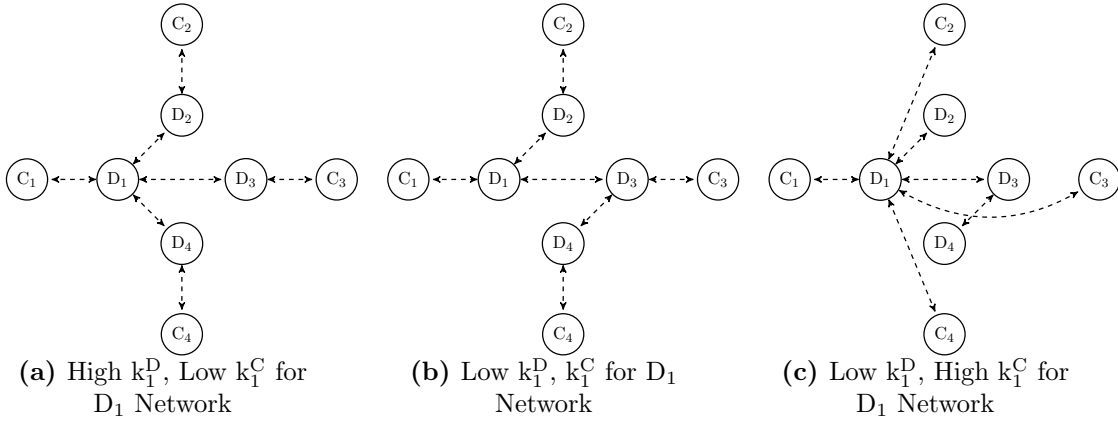 C₂
D₂
C₁ D₁ D₃ C₃
D₄
C₄
(a) High k₁ᴰ, Low k₁ᶜ for
D₁ Network
C₂
D₂
C₁ D₁ D₃ C₃
D₄
C₄
(b) Low k₁ᴰ, k₁ᶜ for D₁
Network
C₂
D₂
C₁ D₁ D₃ C₃
D₄
C₄
(c) Low k₁ᴰ, High k₁ᶜ for
D₁ Network